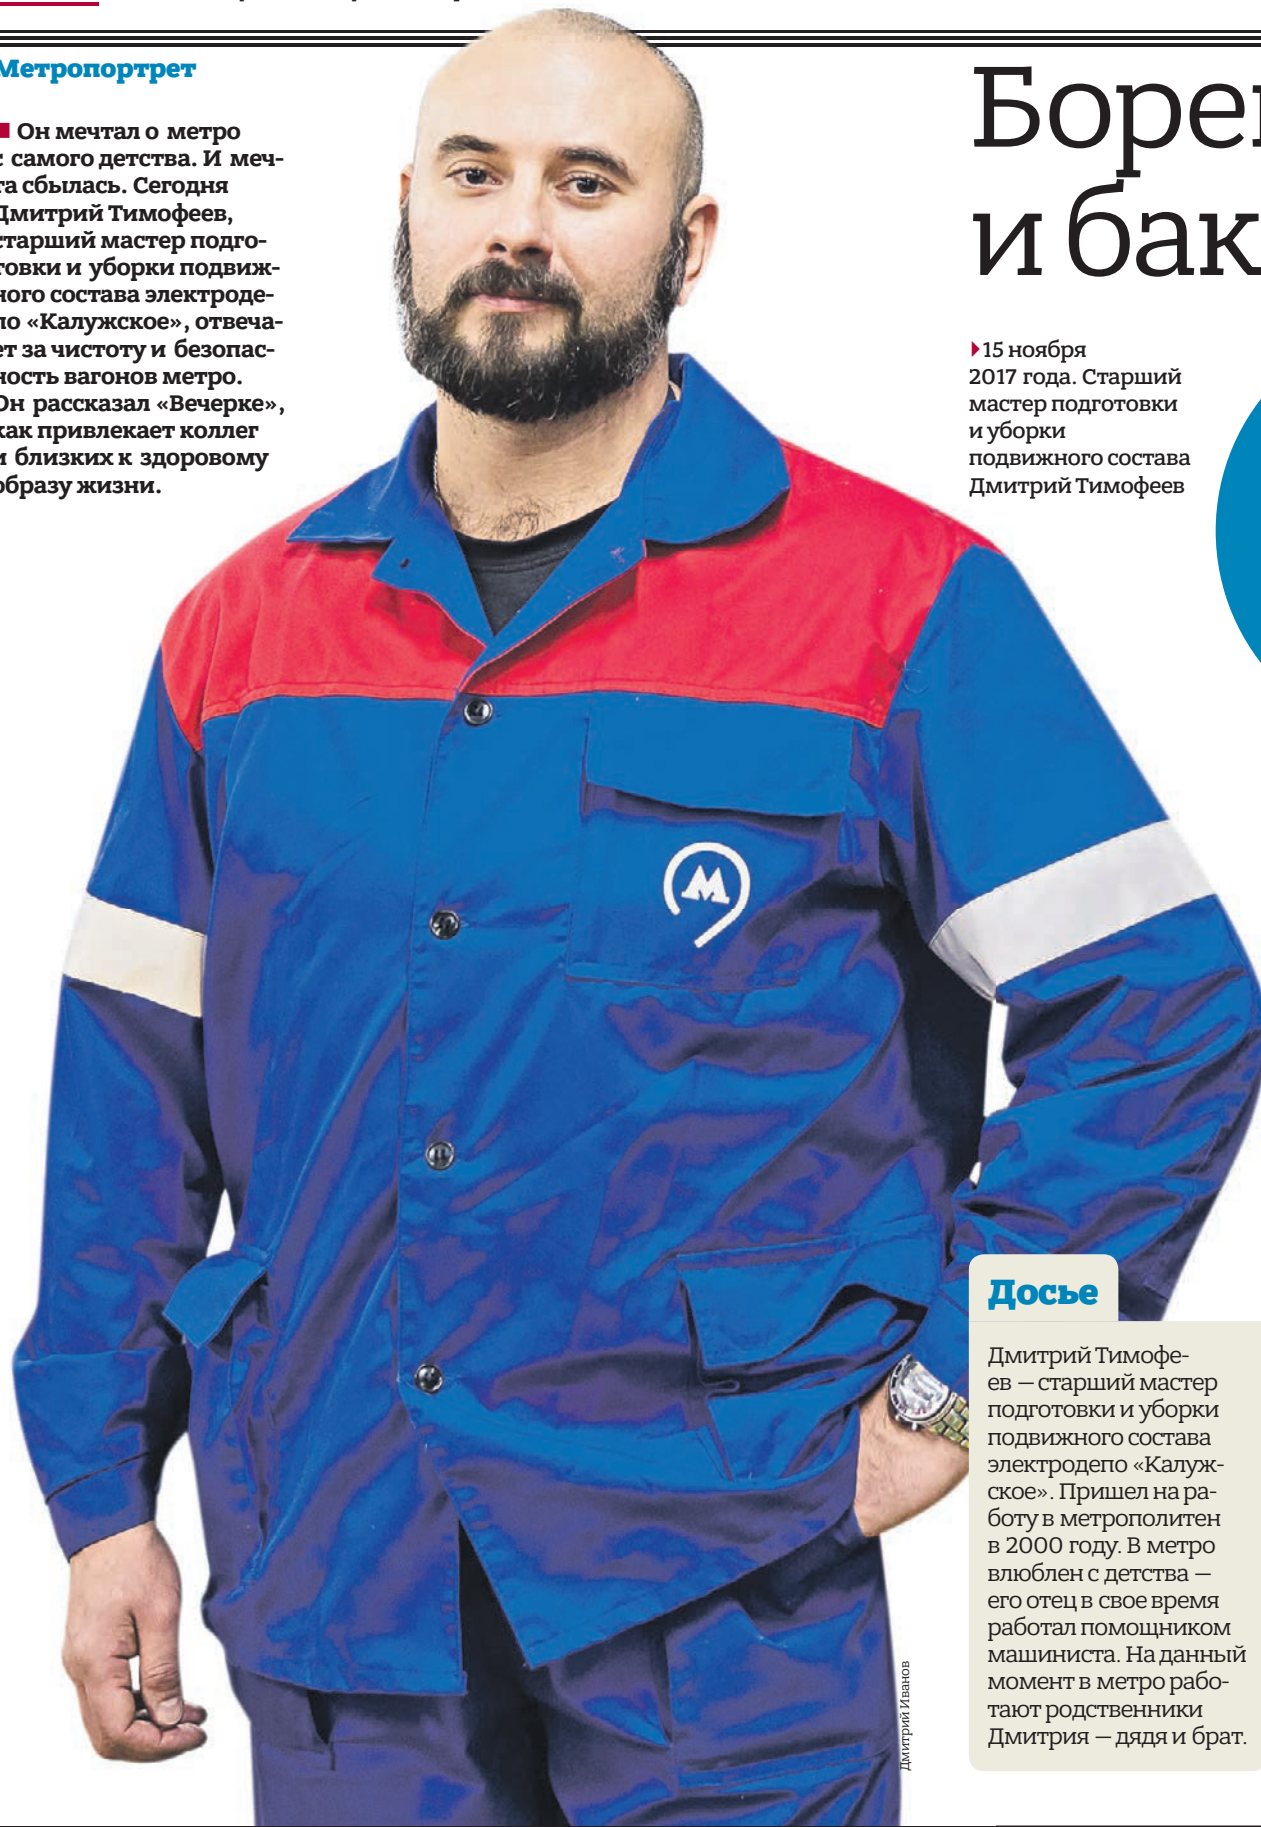 Метропортрет
Он мечтал о метро
с самого детства. И меч-
та сбылась. Сегодня
Дмитрий Тимофеев,
старший мастер подго-
товки и уборки подвиж-
ного состава электроде-
по «Калужское», отвеча-
ет за чистоту и безопас-
ность вагонов метро.
Он рассказал «Вечерке»,
как привлекает коллег
и близких к здоровому
образу жизни.
Боре
и бак
15 ноября
2017 года. Старший
мастер подготовки
и уборки
подвижного состава
Дмитрий Тимофеев
М
Досье
Дмитрий Тимофе-
ев — старший мастер
подготовки и уборки
подвижного состава
электродепо «Калуж-
ское». Пришел на ра-
боту в метрополитен
в 2000 году. В метро
влюблен с детства —
его отец в свое время
работал помощником
машиниста. На данный
момент в метро рабо-
тают родственники
Дмитрия — дядя и брат.
Дмитрий Иванов